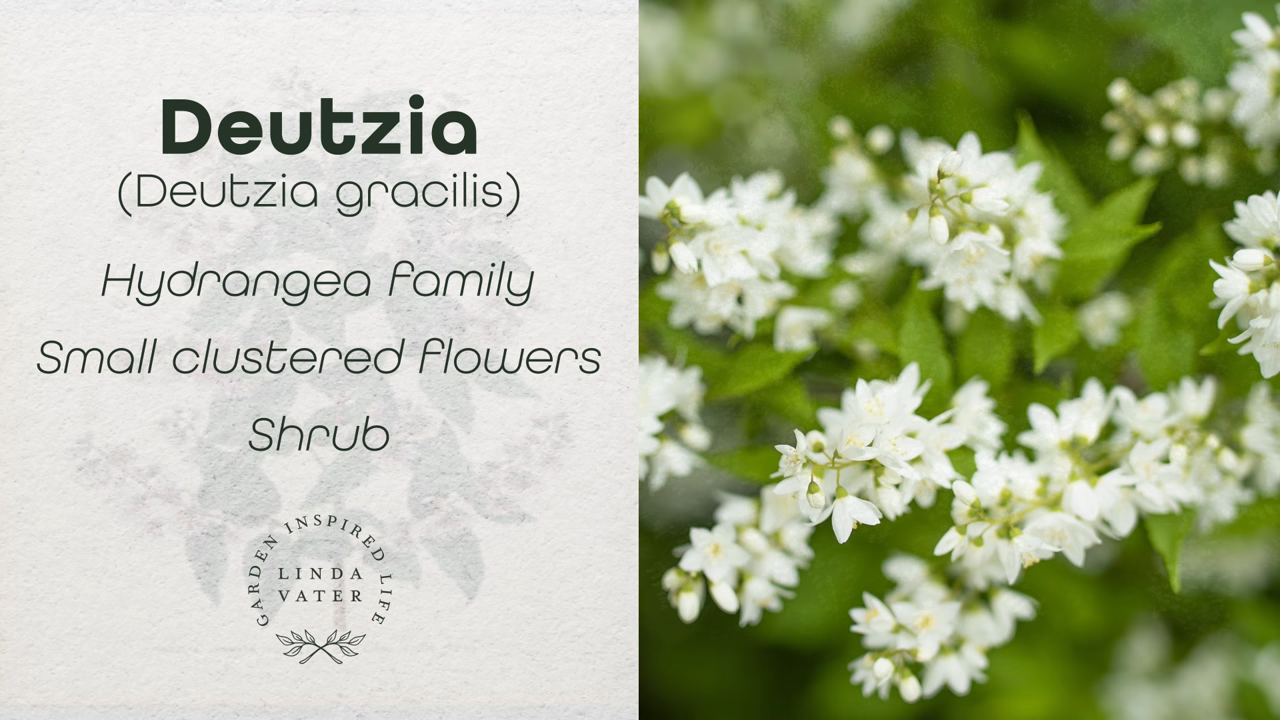 Deutzia
(Deutzia gracilis)
Hydrangea family
Small clustered flowers
Shrub
GARDEN INSPIRED LIFE
LINDA
VATER